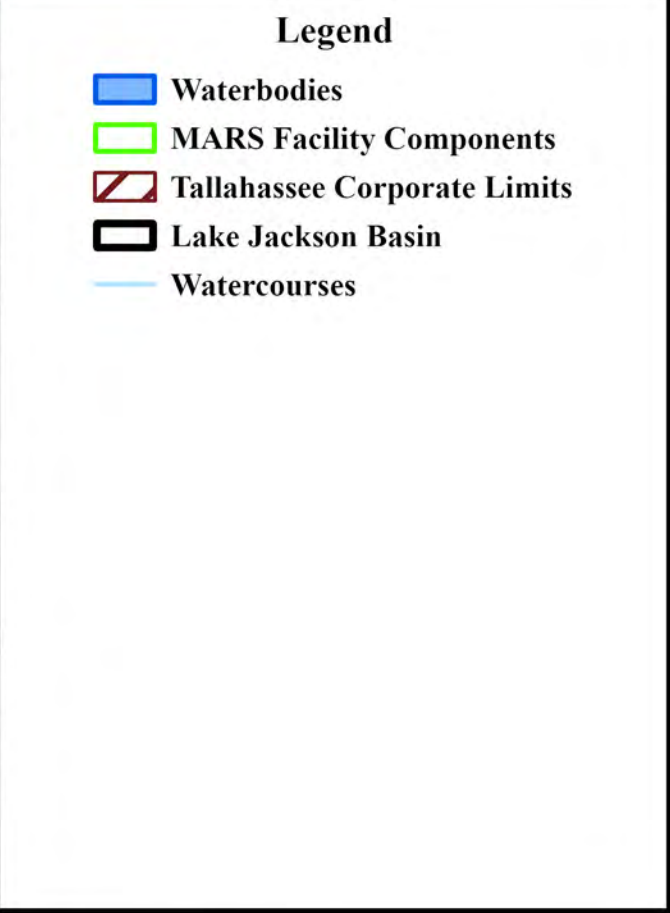 Legend
Waterbodies
MARS Facility Components
Tallahassee Corporate Limits
Lake Jackson Basin
Watercourses